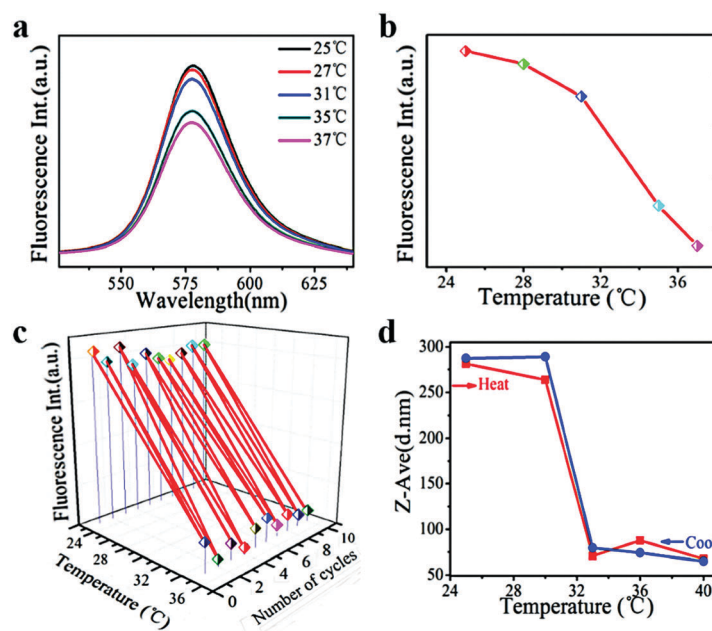 a
25℃
27℃
31℃
35℃
37℃
Fluorescence Int.(a.u.)
550 575 600 625
Wavelength(nm)
b
Fluorescence Int.(a.u.)
24 28 32 36
Temperature (℃)
c
Fluorescence Int.(a.u.)
24 28 28 32 32 36
Temperature (℃)
0 2 4 6 8 10
Number of cycles
d
300
250
200
150
100
50
Z-Ave(d.nm)
Heat
Coo
24 28 32 36 40
Temperature (℃)